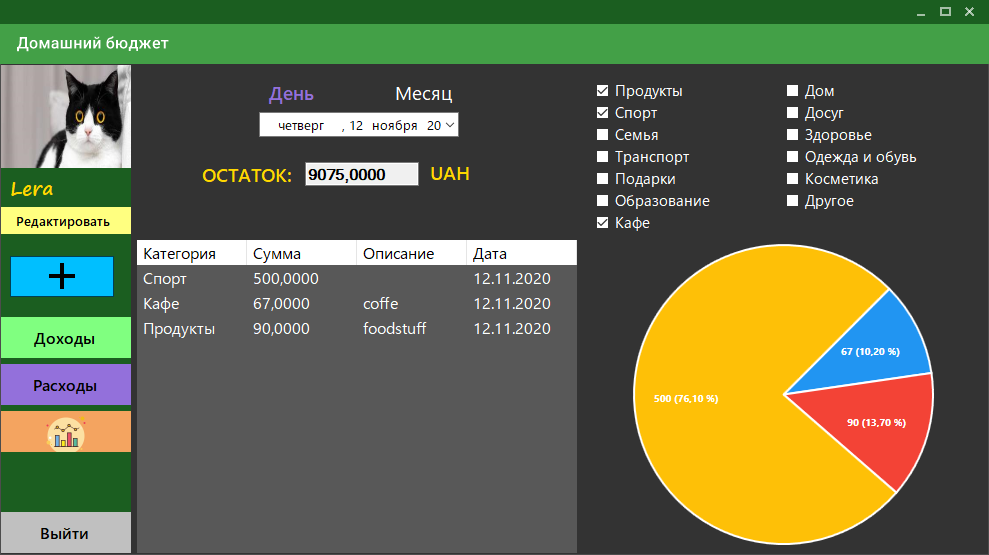 Домашний бюджет
Lera
Редактировать
Доходы
Расходы
Выйти
День Месяц
четверг , 12 ноября 20
ОСТАТОК: 9075,0000 UAH
Категория Сумма Описание Дата
Спорт 500,0000 12.11.2020
Кафе 67,0000 coffe 12.11.2020
Продукты 90,0000 foodstuff 12.11.2020
Продукты Дом
Спорт Досуг
Семья Здоровье
Транспорт Одежда и обувь
Подарки Косметика
Образование Другое
Кафе
67 (10,20 %)
500 (76,10 %)
90 (13,70 %)